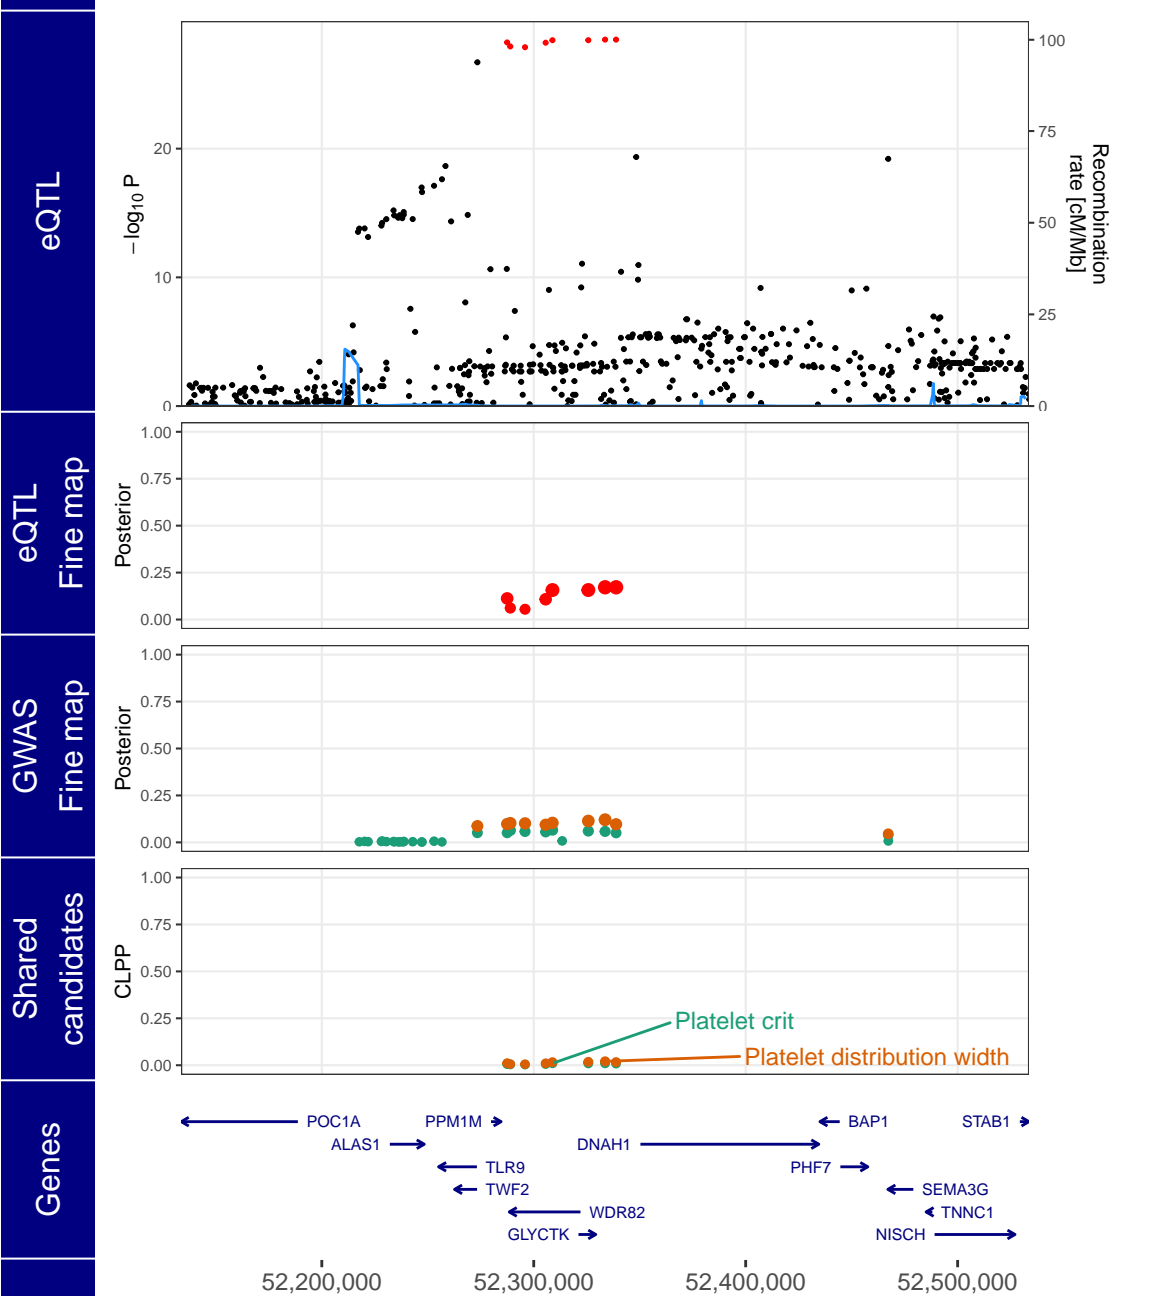 eQTL
−log10 P
20
10
0
100
75
50
25
0
Recombination
rate [cM/Mb]
eQTL
Fine map
Posterior
1.00
0.75
0.50
0.25
0.00
GWAS
Fine map
Posterior
1.00
0.75
0.50
0.25
0.00
Shared
candidates
CLPP
1.00
0.75
0.50
0.25
0.00
Platelet crit
Platelet distribution width
Genes
POC1A
PPM1M
BAP1
STAB1
ALAS1
DNAH1
TLR9
PHF7
TWF2
SEMA3G
WDR82
TNNC1
GLYCTK
NISCH
52,200,000
52,300,000
52,400,000
52,500,000